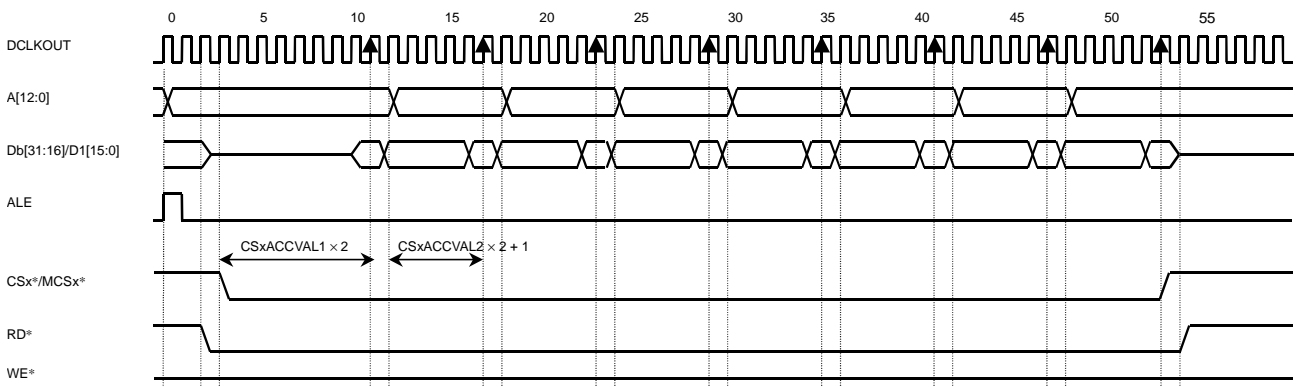 0 5 10 15 20 25 30 35 40 45 50 55
DCLKOUT
A[12:0]
Db[31:16]/D1[15:0]
ALE
CSxACCVAL1 × 2 CSxACCVAL2 × 2 + 1
CSx*/MCSx*
RD*
WE*